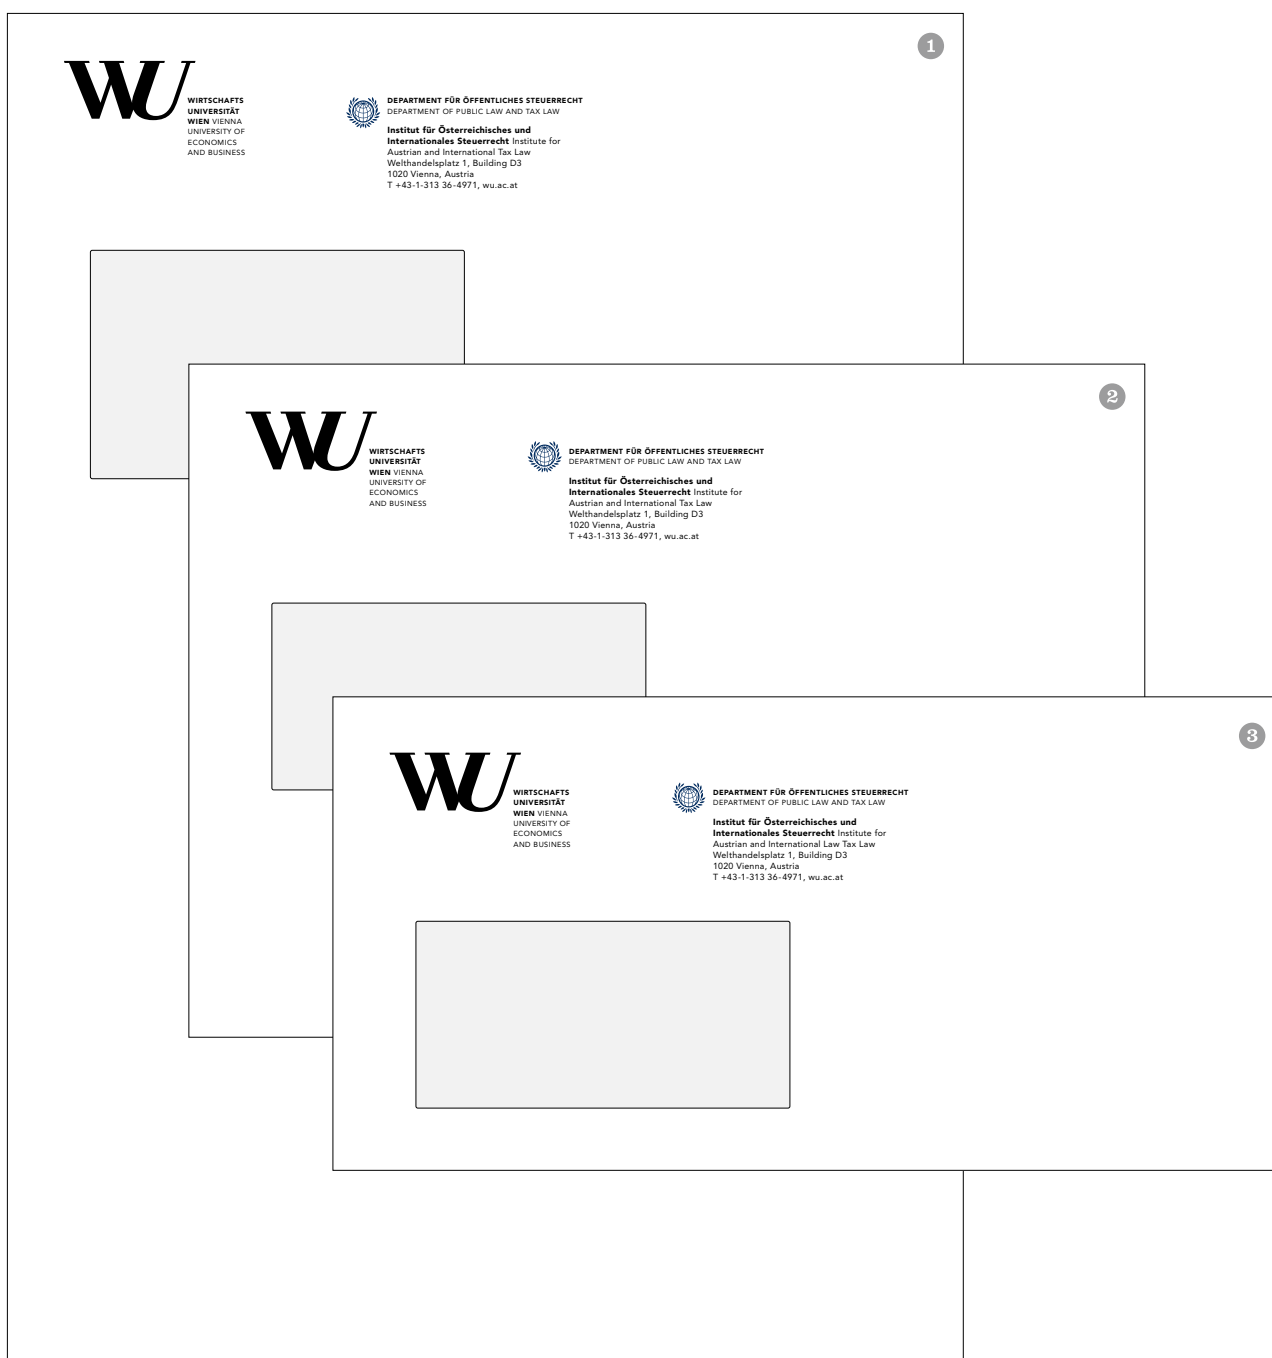 1
WU
WIRTSCHAFTS
UNIVERSITÄT
WIEN VIENNA
UNIVERSITY OF
ECONOMICS
AND BUSINESS
DEPARTMENT FÜR ÖFFENTLICHES STEUERRECHT
DEPARTMENT OF PUBLIC LAW AND TAX LAW
Institut für Österreichisches und
Internationales Steuerrecht Institute for
Austrian and International Tax Law
Welthandelsplatz 1, Building D3
1020 Vienna, Austria
T +43-1-313 36-4971, wu.ac.at
2
WU
WIRTSCHAFTS
UNIVERSITÄT
WIEN VIENNA
UNIVERSITY OF
ECONOMICS
AND BUSINESS
DEPARTMENT FÜR ÖFFENTLICHES STEUERRECHT
DEPARTMENT OF PUBLIC LAW AND TAX LAW
Institut für Österreichisches und
Internationales Steuerrecht Institute for
Austrian and International Tax Law
Welthandelsplatz 1, Building D3
1020 Vienna, Austria
T +43-1-313 36-4971, wu.ac.at
3
WU
WIRTSCHAFTS
UNIVERSITÄT
WIEN VIENNA
UNIVERSITY OF
ECONOMICS
AND BUSINESS
DEPARTMENT FÜR ÖFFENTLICHES STEUERRECHT
DEPARTMENT OF PUBLIC LAW AND TAX LAW
Institut für Österreichisches und
Internationales Steuerrecht Institute for
Austrian and International Law Tax Law
Welthandelsplatz 1, Building D3
1020 Vienna, Austria
T +43-1-313 36-4971, wu.ac.at